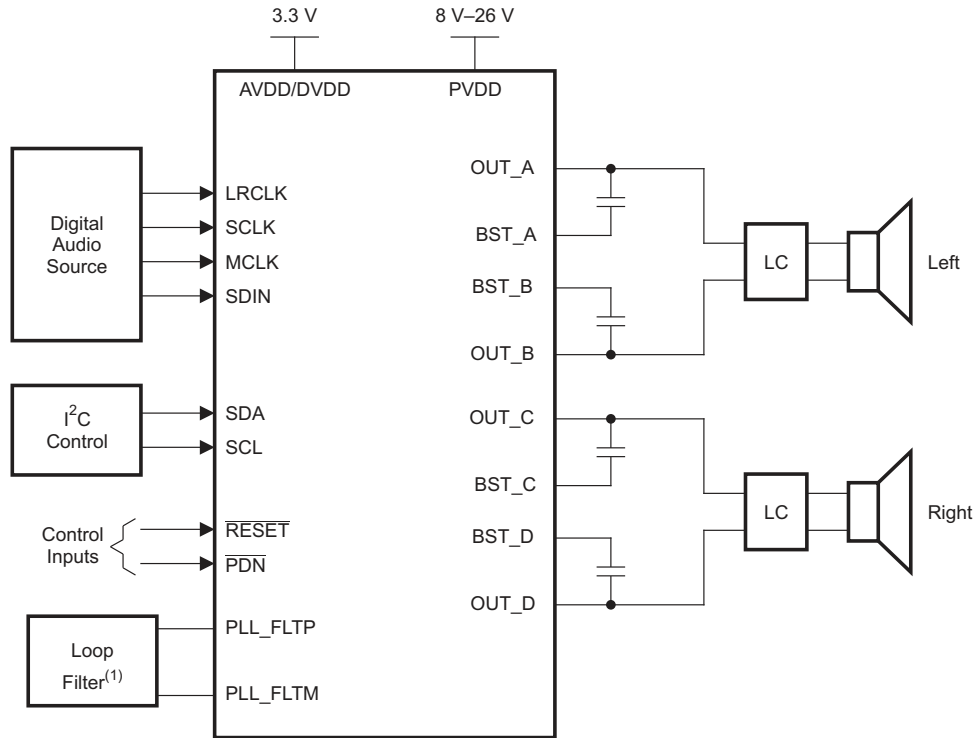 3.3 V
8 V–26 V
AVDD/DVDD
PVDD
Digital
Audio
Source
LRCLK
SCLK
MCLK
SDIN
OUT_A
BST_A
BST_B
OUT_B
LC
Left
I²C
Control
SDA
SCL
OUT_C
BST_C
BST_D
OUT_D
LC
Right
Control
Inputs
RESET
PDN
Loop
Filter(1)
PLL_FLTP
PLL_FLTM